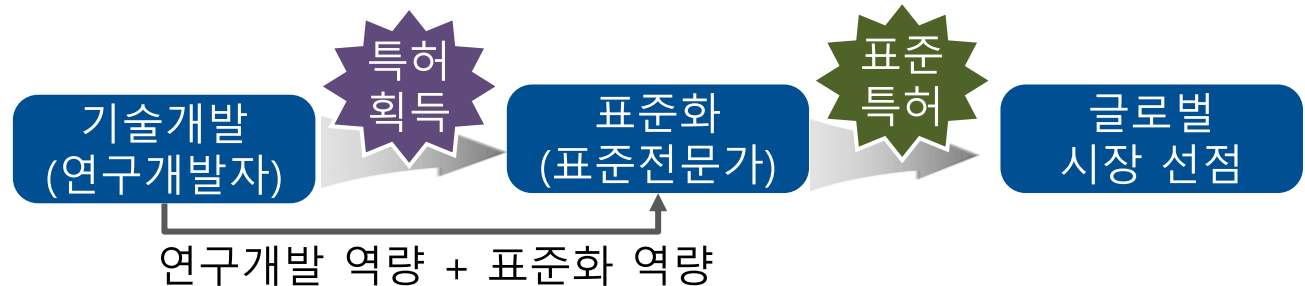 기술개발
(연구개발자)
특허
획득
표준화
(표준전문가)
표준
특허
글로벌
시장 선점
연구개발 역량 + 표준화 역량